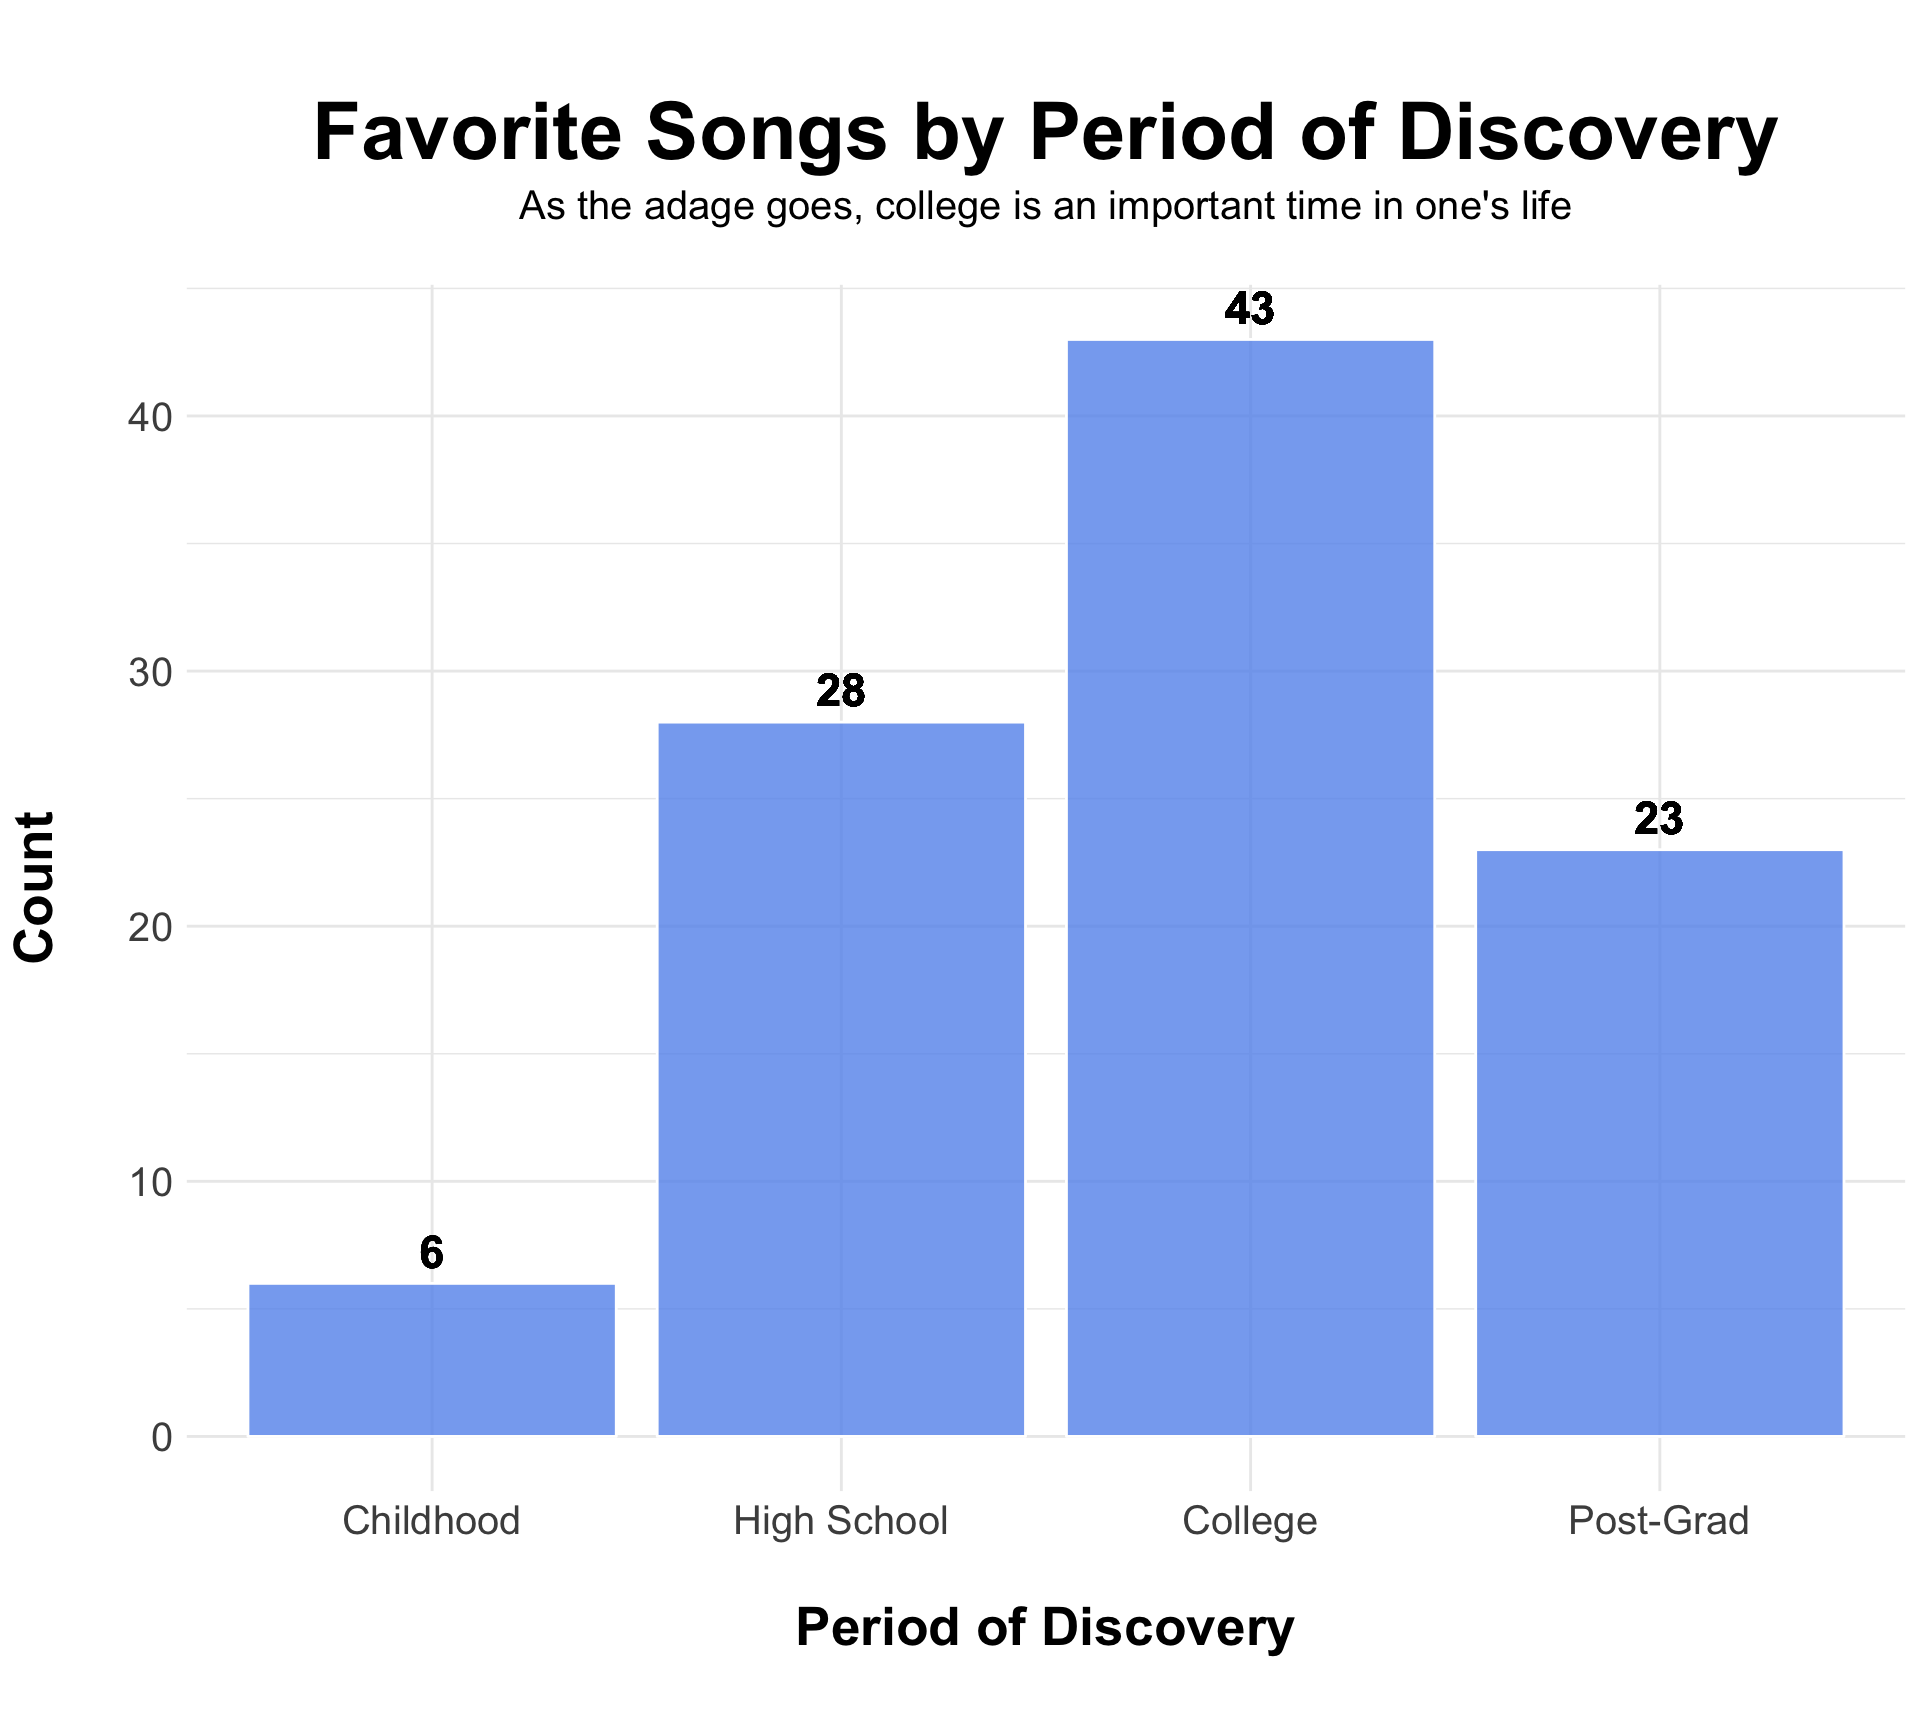 Favorite Songs by Period of Discovery
As the adage goes, college is an important time in one's life
43
40
30
28
23
20
10
6
0
Count
Childhood High School College Post-Grad
Period of Discovery